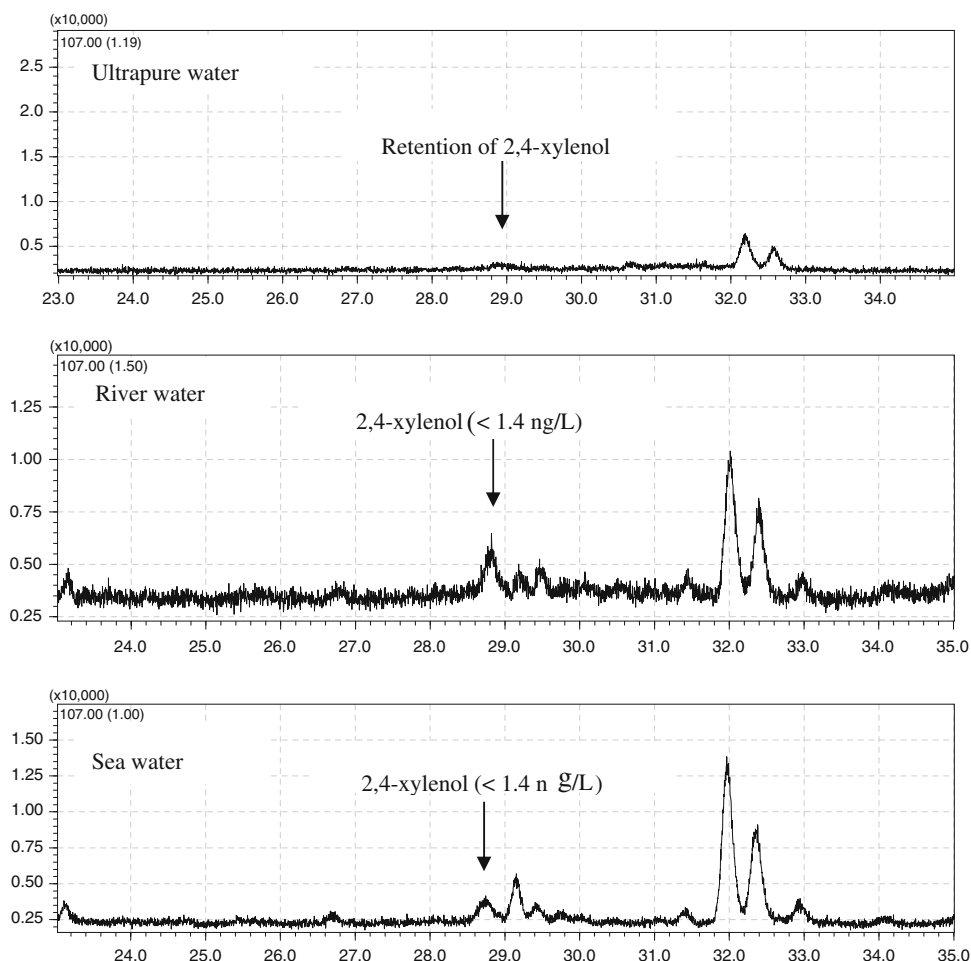 (x10,000)
107.00 (1.19)
Ultrapure water
2.5
2.0
Retention of 2,4-xylenol
1.5
1.0
0.5
23.0 24.0 25.0 26.0 27.0 28.0 29.0 30.0 31.0 32.0 33.0 34.0
(x10,000)
107.00 (1.50)
River water
1.25
2,4-xylenol (< 1.4 ng/L)
1.00
0.75
0.50
0.25
24.0 25.0 26.0 27.0 28.0 29.0 30.0 31.0 32.0 33.0 34.0 35.0
(x10,000)
107.00 (1.00)
1.50
Sea water
2,4-xylenol (< 1.4 n g/L)
1.25
1.00
0.75
0.50
0.25
24.0 25.0 26.0 27.0 28.0 29.0 30.0 31.0 32.0 33.0 34.0 35.0